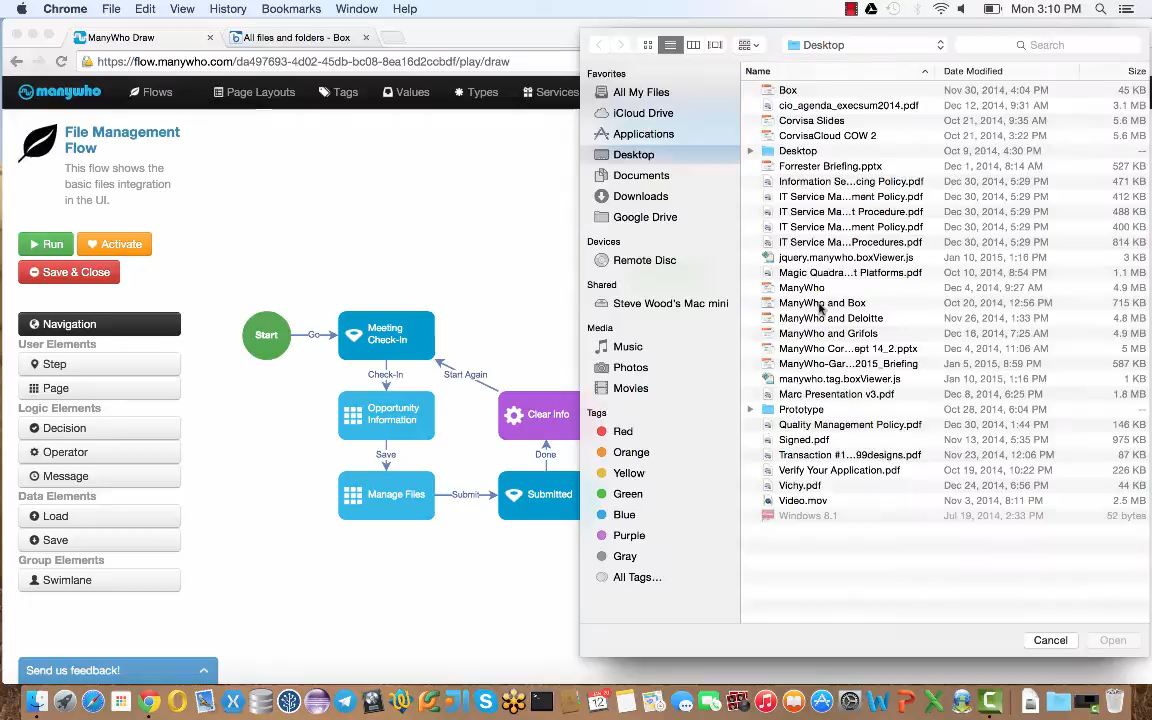 Chrome File Edit View History Bookmarks Window Help
Mon 3:10 PM
ManyWho Draw
All files and folders - Box
https://flow.manywho.com/da497693-4d02-45db-bc08-8ea16d2ccbdf/play/draw
manywho Flows Page Layouts Tags Values Types Services
File Management
Flow
This flow shows the
basic files integration
in the UI.
Run
Activate
Save & Close
Navigation
User Elements
Step
Page
Logic Elements
Decision
Operator
Message
Data Elements
Load
Save
Group Elements
Swimlane
Send us feedback!
Start
Go
Meeting
Check-In
Check-In
Start Again
Opportunity
Information
Clear Info
Save
Done
Manage Files
Submit
Submitted
Desktop
Search
Favorites
All My Files
iCloud Drive
Applications
Desktop
Documents
Downloads
Google Drive
Devices
Remote Disc
Shared
Steve Wood's Mac mini
Media
Music
Photos
Movies
Tags
Red
Orange
Yellow
Green
Blue
Purple
Gray
All Tags...
Name Date Modified Size
Box Nov 30, 2014, 4:04 PM 45 KB
cio_agenda_execsum2014.pdf Dec 12, 2014, 9:31 AM 3.1 MB
Corvisa Slides Oct 21, 2014, 9:35 AM 5.6 MB
CorvisaCloud COW 2 Oct 21, 2014, 3:22 PM 5.6 MB
Desktop Oct 9, 2014, 4:30 PM --
Forrester Briefing.pptx Dec 1, 2014, 8:14 AM 527 KB
Information Se...cing Policy.pdf Dec 30, 2014, 5:29 PM 471 KB
IT Service Ma...ment Policy.pdf Dec 30, 2014, 5:29 PM 412 KB
IT Service Ma...t Procedure.pdf Dec 30, 2014, 5:29 PM 488 KB
IT Service Ma...ment Policy.pdf Dec 30, 2014, 5:29 PM 400 KB
IT Service Ma...Procedures.pdf Dec 30, 2014, 5:29 PM 814 KB
jquery.manywho.boxViewer.js Jan 10, 2015, 1:16 PM 3 KB
Magic Quadra...t Platforms.pdf Oct 10, 2014, 8:54 PM 1.1 MB
ManyWho Dec 4, 2014, 9:27 AM 4.9 MB
ManyWho and Box Oct 20, 2014, 12:56 PM 715 KB
ManyWho and Deloitte Nov 26, 2014, 1:33 PM 4.8 MB
ManyWho and Grifols Dec 16, 2014, 7:25 AM 4.9 MB
ManyWho Cor...ept 14_2.pptx Dec 4, 2014, 11:06 AM 5 MB
ManyWho-Gar...2015_Briefing Jan 5, 2015, 8:59 PM 587 KB
manywho.tag.boxViewer.js Jan 10, 2015, 1:16 PM 1 KB
Marc Presentation v3.pdf Dec 8, 2014, 6:25 PM 1.8 MB
Prototype Oct 28, 2014, 6:04 PM --
Quality Management Policy.pdf Dec 30, 2014, 1:44 PM 146 KB
Signed.pdf Nov 13, 2014, 5:35 PM 975 KB
Transaction #1...99designs.pdf Nov 23, 2014, 12:06 PM 87 KB
Verify Your Application.pdf Oct 19, 2014, 10:22 PM 226 KB
Vichy.pdf Dec 24, 2014, 6:56 PM 44 KB
Video.mov Nov 3, 2014, 8:11 PM 2.5 MB
Windows 8.1 Jul 19, 2014, 2:33 PM 52 bytes
Cancel
Open